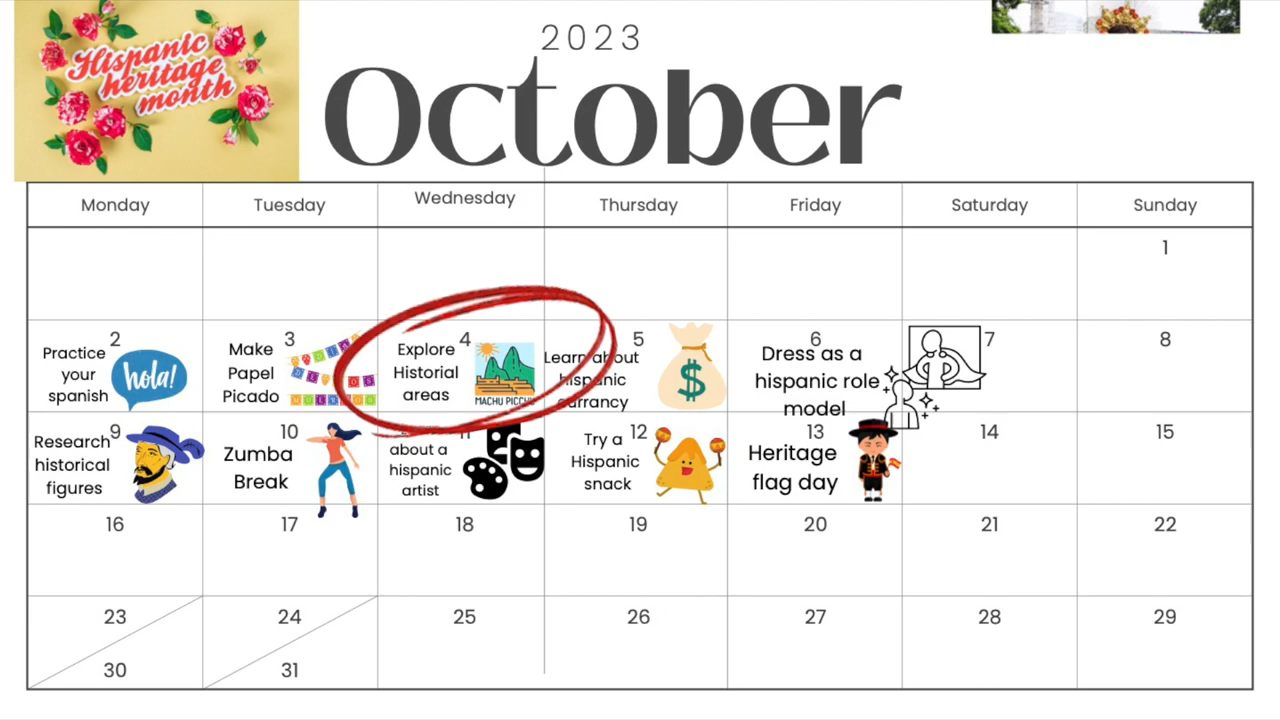 Hispanic
heritage
month
2023
October
Monday
Tuesday
Wednesday
Thursday
Friday
Saturday
Sunday
1
2
Practice
your
spanish
hola!
3
Make
Papel
Picado
4
Explore
Historial
areas
MACHU PICCHU
5
Learn about
hispanic
currancy
$
6
Dress as a
hispanic role
model
7
8
9
Research
historical
figures
10
Zumba
Break
11
about a
hispanic
artist
12
Try a
Hispanic
snack
13
Heritage
flag day
14
15
16
17
18
19
20
21
22
23
24
25
26
27
28
29
30
31